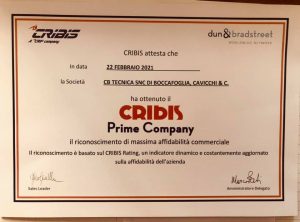 CRIBIS
a CRIF company
dun & bradstreet
WORLDWIDE NETWORK
CRIBIS attesta che
in data 22 FEBBRAIO 2021
la Società CB TECNICA SNC DI BOCCAFOGLIA, CAVICCHI & C.
ha ottenuto il
CRIBIS
Prime Company
il riconoscimento di massima affidabilità commerciale
Il riconoscimento è basato sul CRIBIS Rating, un indicatore dinamico e costantemente aggiornato
sulla affidabilità dell'azienda
Sales Leader
Amministratore Delegato